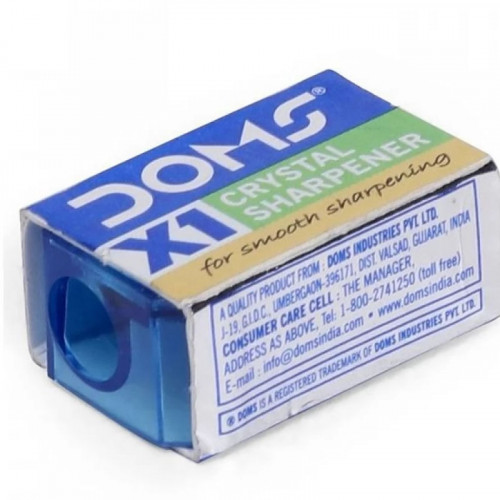 DOMS®
X1 CRYSTAL
SHARPENER
for smooth sharpening
A QUALITY PRODUCT FROM : DOMS INDUSTRIES PVT. LTD.
J-19, G.I.D.C. UMBERGAON-396171, DIST. VALSAD, GUJARAT, INDIA
CONSUMER CARE CELL : THE MANAGER.
ADDRESS AS ABOVE, Tel: 1-800-2741250 (toll free)
E-mail : info@domsindia.com • www.domsindia.com
® DOMS IS A REGISTERED TRADEMARK OF DOMS INDUSTRIES PVT. LTD.